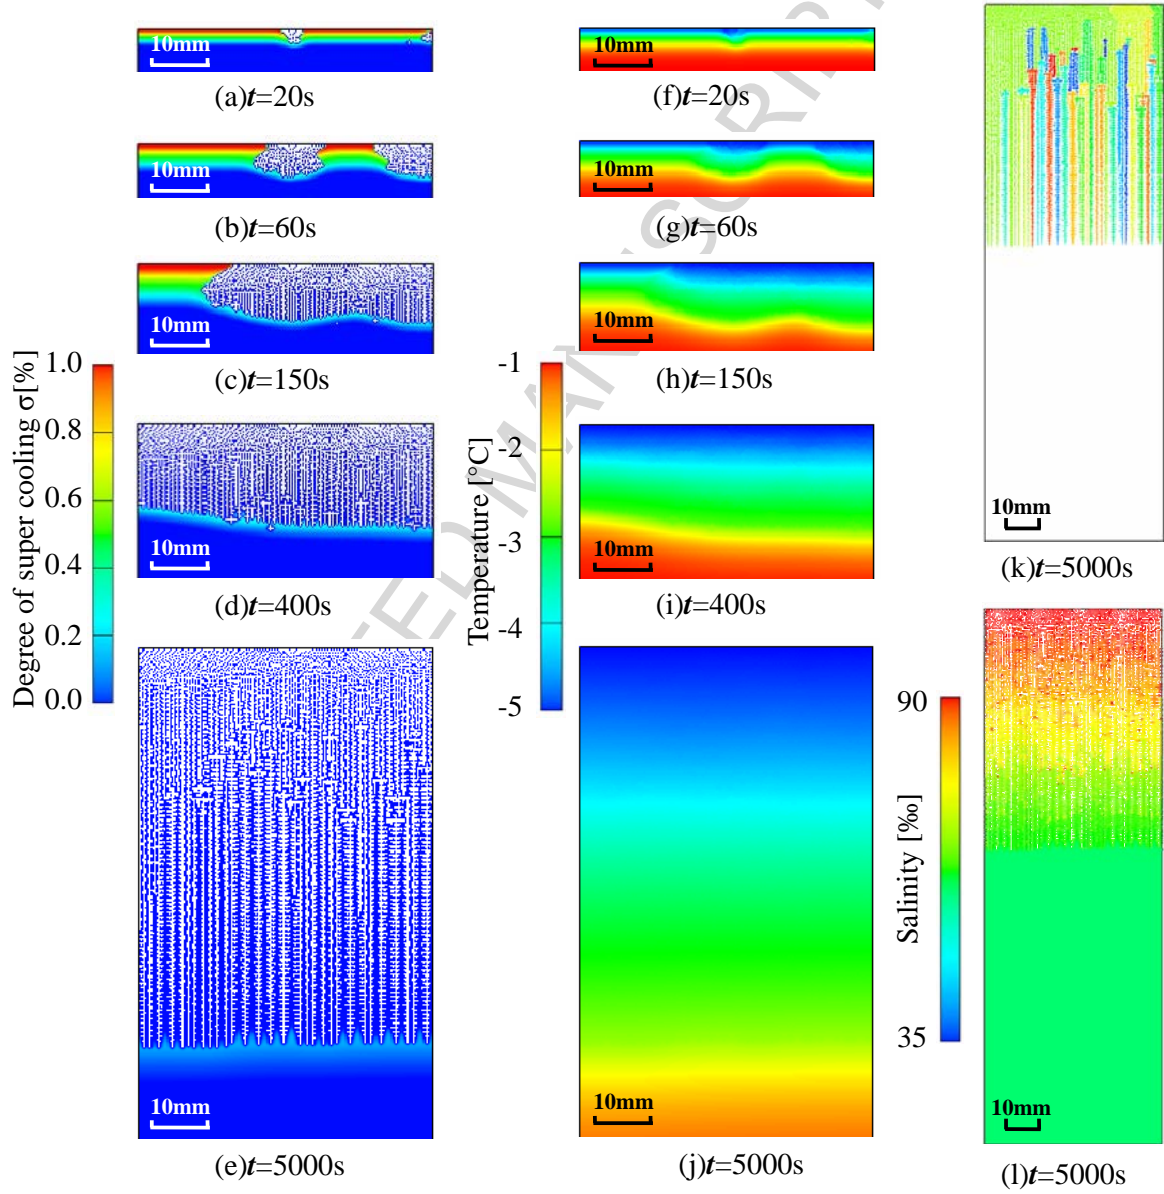 10mm
(a)t=20s
10mm
(b)t=60s
10mm
(c)t=150s
10mm
(d)t=400s
10mm
(e)t=5000s
Degree of super cooling σ[%]
1.0
0.8
0.6
0.4
0.2
0.0
10mm
(f)t=20s
10mm
(g)t=60s
10mm
(h)t=150s
10mm
(i)t=400s
10mm
(j)t=5000s
Temperature [°C]
-1
-2
-3
-4
-5
10mm
(k)t=5000s
10mm
(l)t=5000s
Salinity [‰]
90
35